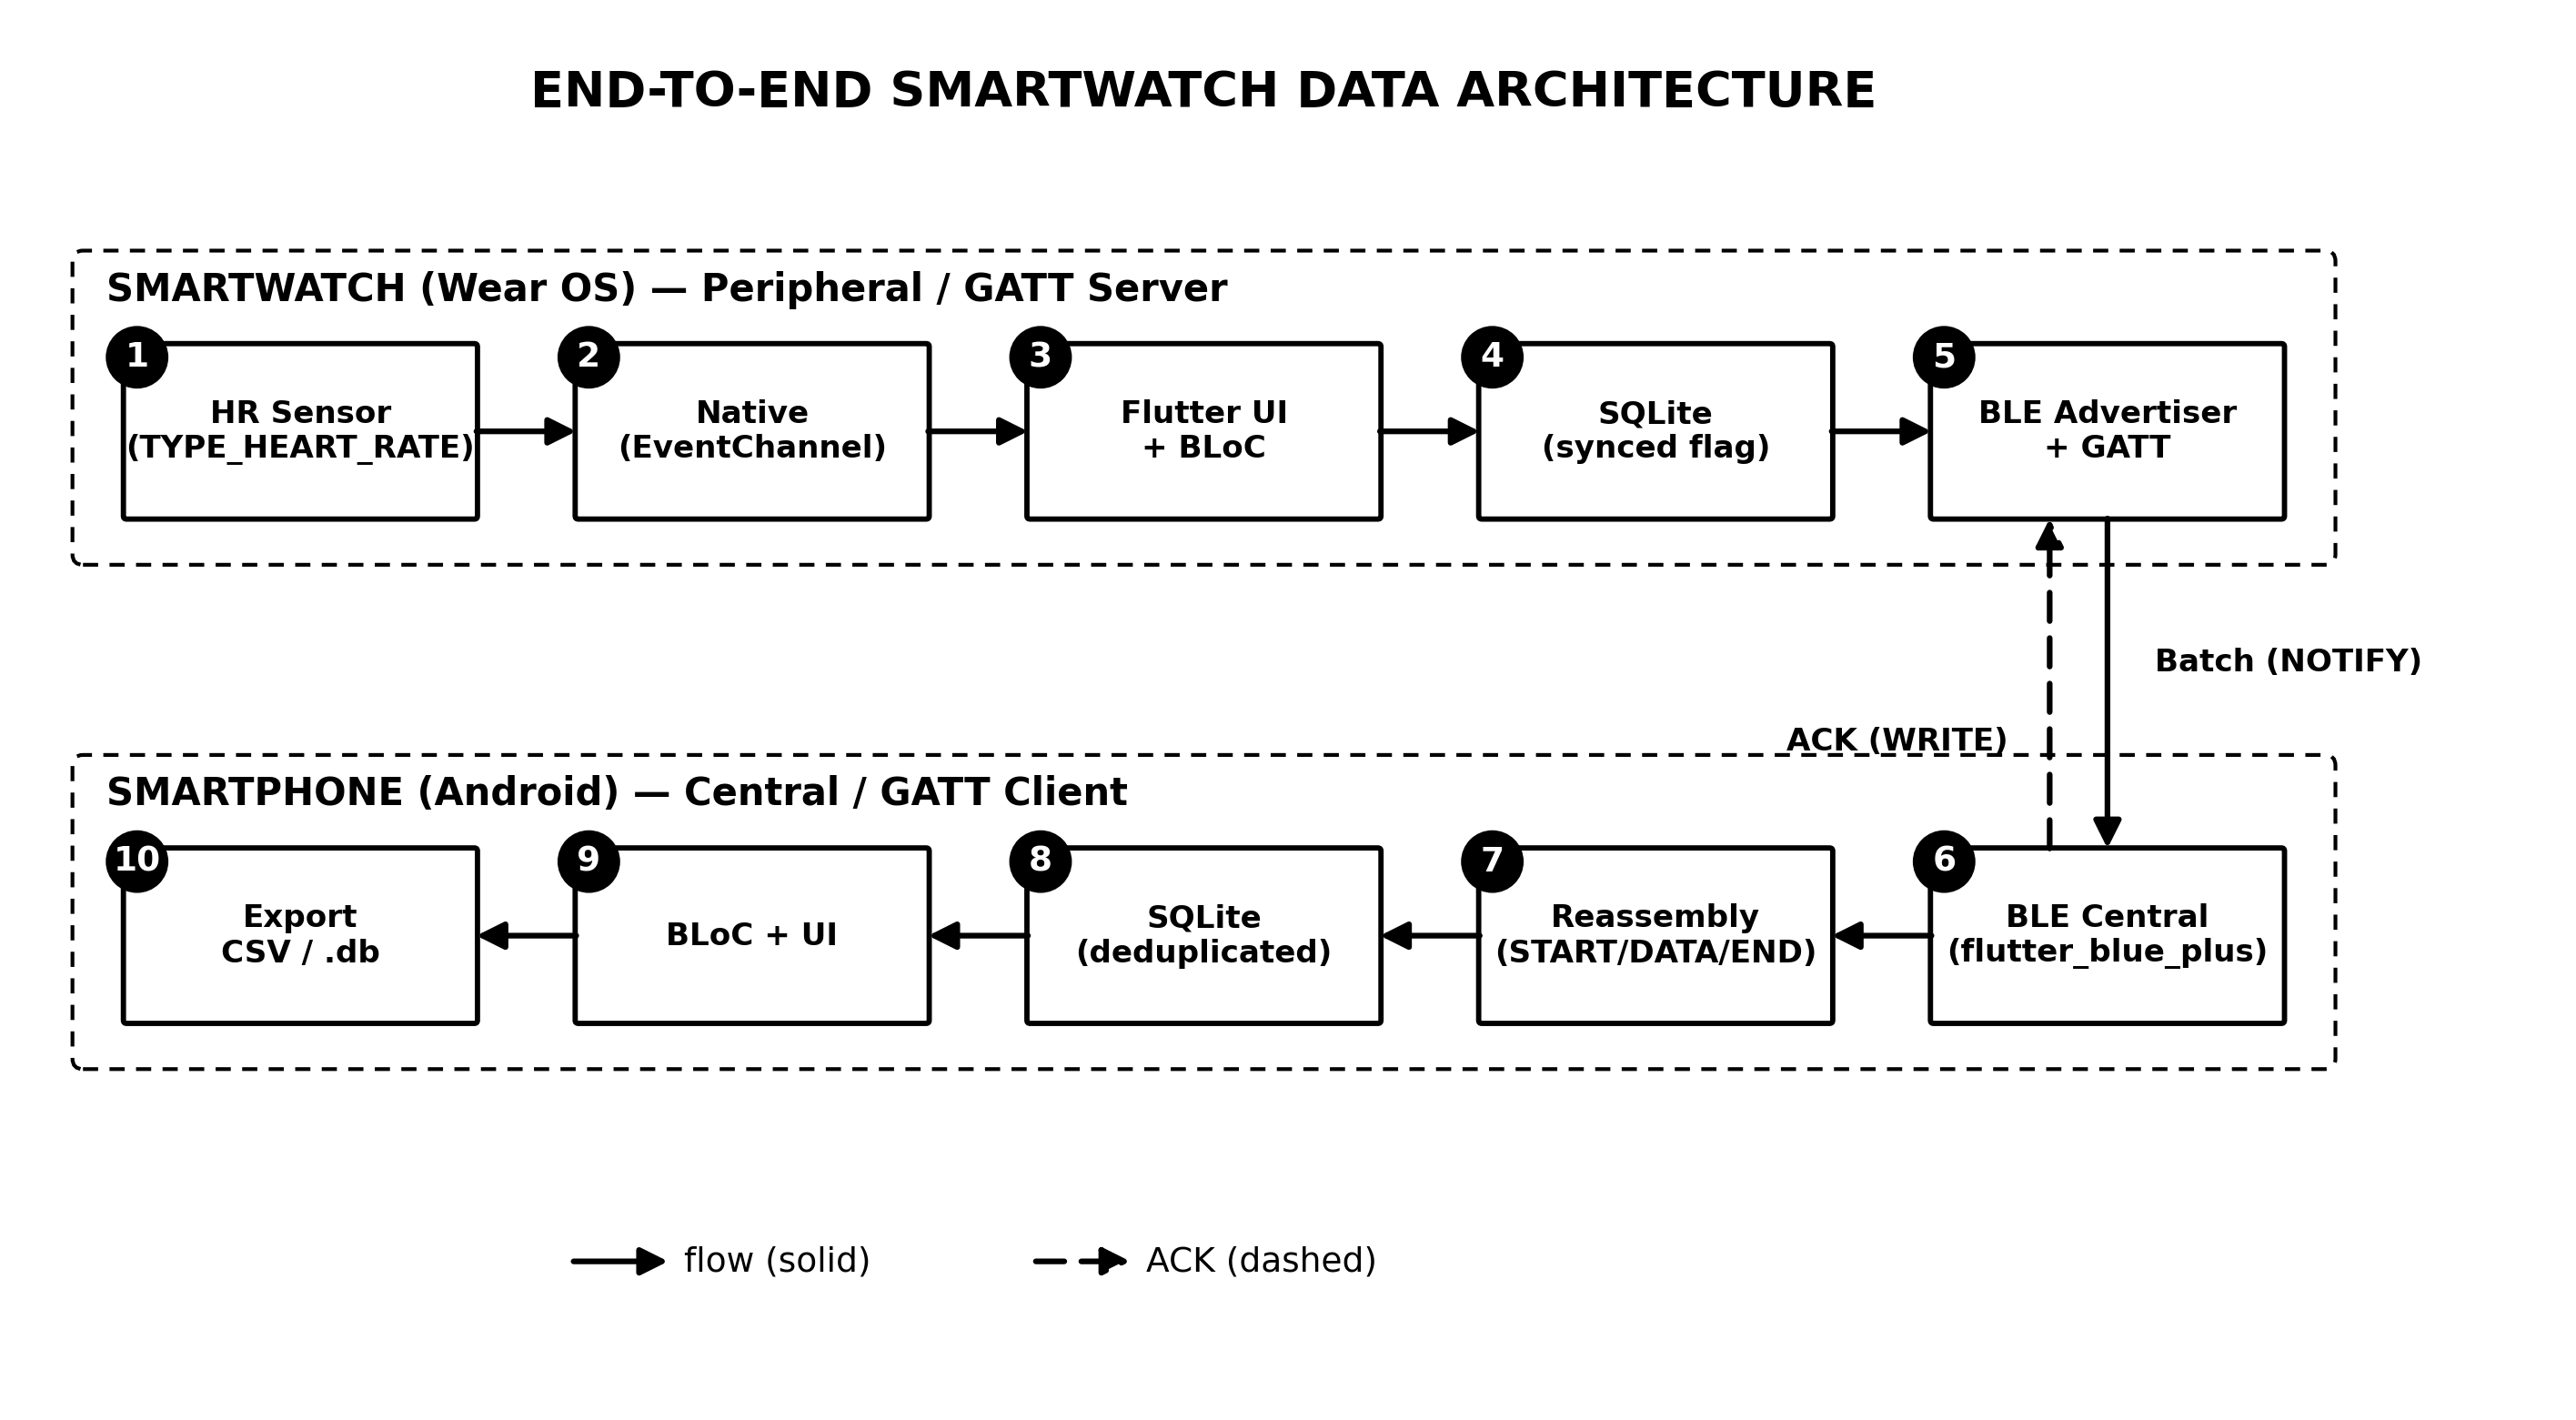 END-TO-END SMARTWATCH DATA ARCHITECTURE
SMARTWATCH (Wear OS) — Peripheral / GATT Server
1
HR Sensor
(TYPE_HEART_RATE)
2
Native
(EventChannel)
3
Flutter UI
+ BLoC
4
SQLite
(synced flag)
5
BLE Advertiser
+ GATT
Batch (NOTIFY)
ACK (WRITE)
SMARTPHONE (Android) — Central / GATT Client
10
Export
CSV / .db
9
BLoC + UI
8
SQLite
(deduplicated)
7
Reassembly
(START/DATA/END)
6
BLE Central
(flutter_blue_plus)
flow (solid)
ACK (dashed)